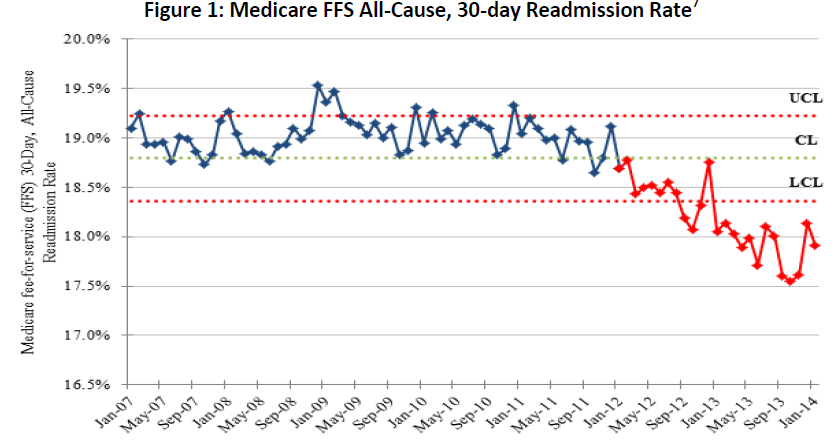 Figure 1: Medicare FFS All-Cause, 30-day Readmission Rate7
20.0%
19.5%
19.0%
18.5%
18.0%
17.5%
17.0%
16.5%
Medicare fee-for-service (FFS) 30-Day, All-Cause
Readmission Rate
UCL
CL
LCL
Jan-07
May-07
Sep-07
Jan-08
May-08
Sep-08
Jan-09
May-09
Sep-09
Jan-10
May-10
Sep-10
Jan-11
May-11
Sep-11
Jan-12
May-12
Sep-12
Jan-13
May-13
Sep-13
Jan-14